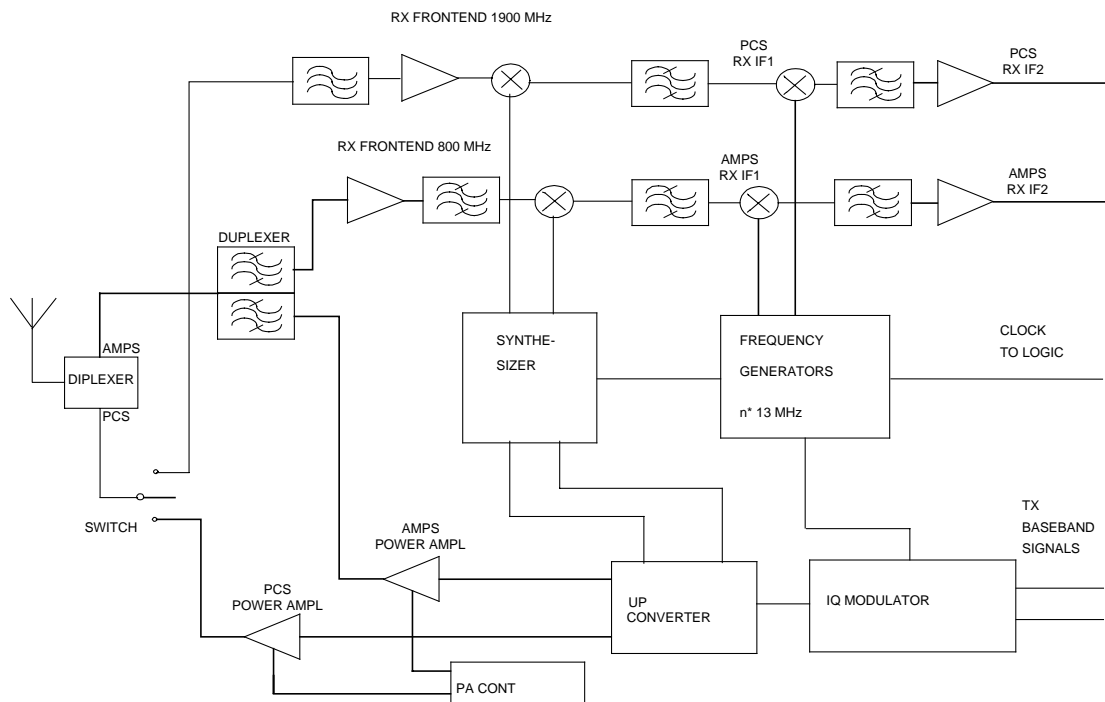 RX FRONTEND 1900 MHz
PCS
RX IF1
PCS
RX IF2
RX FRONTEND 800 MHz
AMPS
RX IF1
AMPS
RX IF2
DUPLEXER
AMPS
DIPLEXER
PCS
SYNTHE-
SIZER
FREQUENCY
GENERATORS
n* 13 MHz
CLOCK
TO LOGIC
SWITCH
AMPS
POWER AMPL
PCS
POWER AMPL
UP
CONVERTER
IQ MODULATOR
TX
BASEBAND
SIGNALS
PA CONT